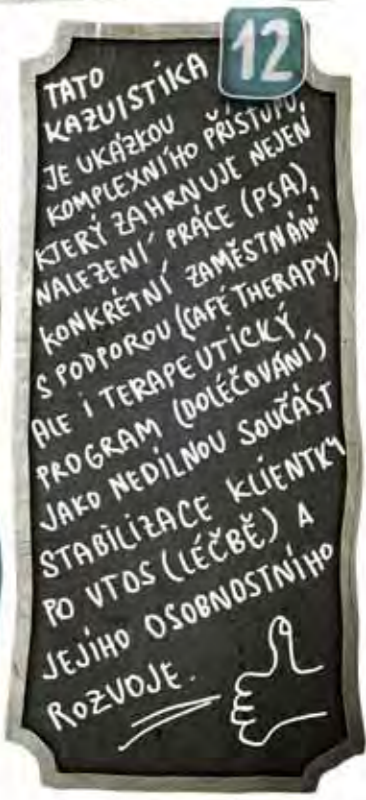 12
TATO
KAZUISTIKA
JE UKÁZKOU
KOMPLEXNÍHO PŘÍSTUPU,
KTERÝ ZAHRNUJE NEJEN
NALEZENÍ PRÁCE (PSA),
KONKRÉTNÍ ZAMĚSTNÁNÍ
S PODPOROU (CAFÉ THERAPY)
ALE I TERAPEUTICKÝ
PROGRAM (DOLÉČOVÁNÍ)
JAKO NEDÍLNOU SOUČÁST
STABILIZACE KLIENTKY
PO VTOS (LÉČBĚ) A
JEJÍHO OSOBNOSTNÍHO
ROZVOJE.